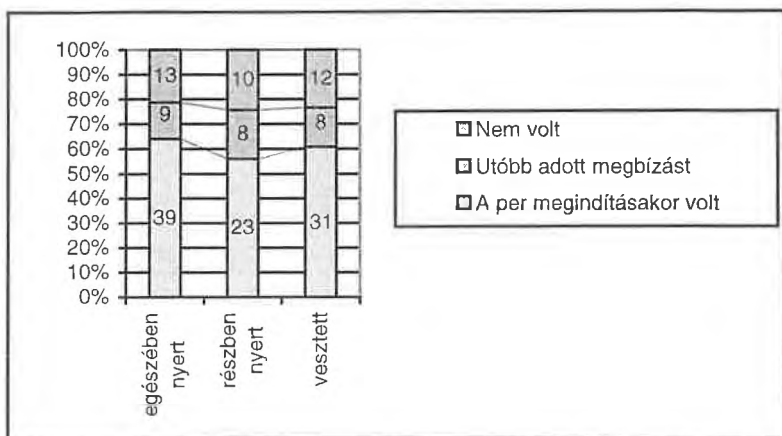 100%
90%
80%
70%
60%
50%
40%
30%
20%
10%
0%
13
10
12
9
8
8
39
23
31
egészében
nyert
részben
nyert
vesztett
Nem volt
Utóbb adott megbízást
A per megindításakor volt